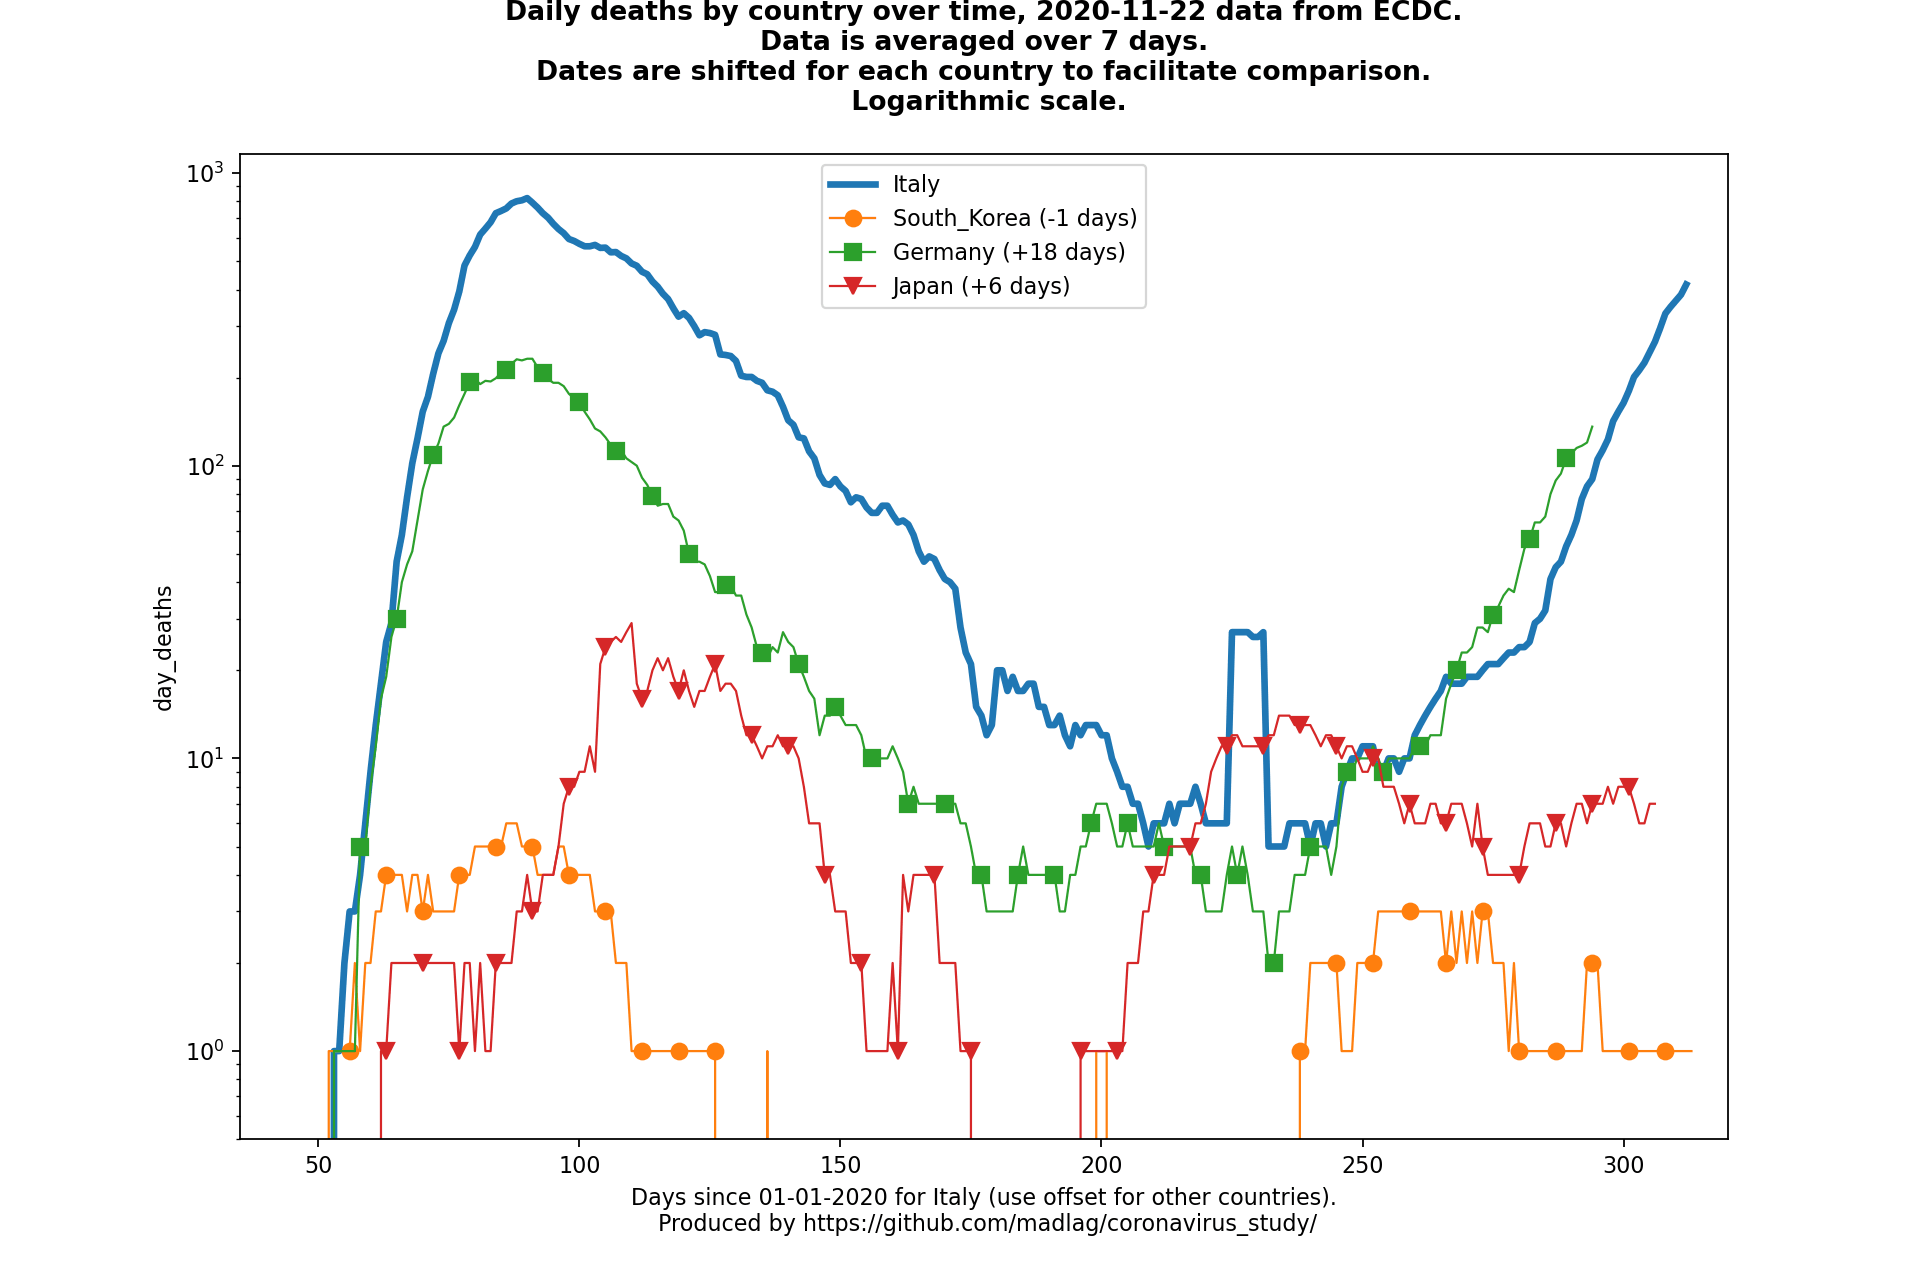 Daily deaths by country over time, 2020-11-22 data from ECDC.
Data is averaged over 7 days.
Dates are shifted for each country to facilitate comparison.
Logarithmic scale.
10³
Italy
South_Korea (-1 days)
Germany (+18 days)
Japan (+6 days)
10²
day_deaths
10¹
10⁰
50 100 150 200 250 300
Days since 01-01-2020 for Italy (use offset for other countries).
Produced by https://github.com/madlag/coronavirus_study/